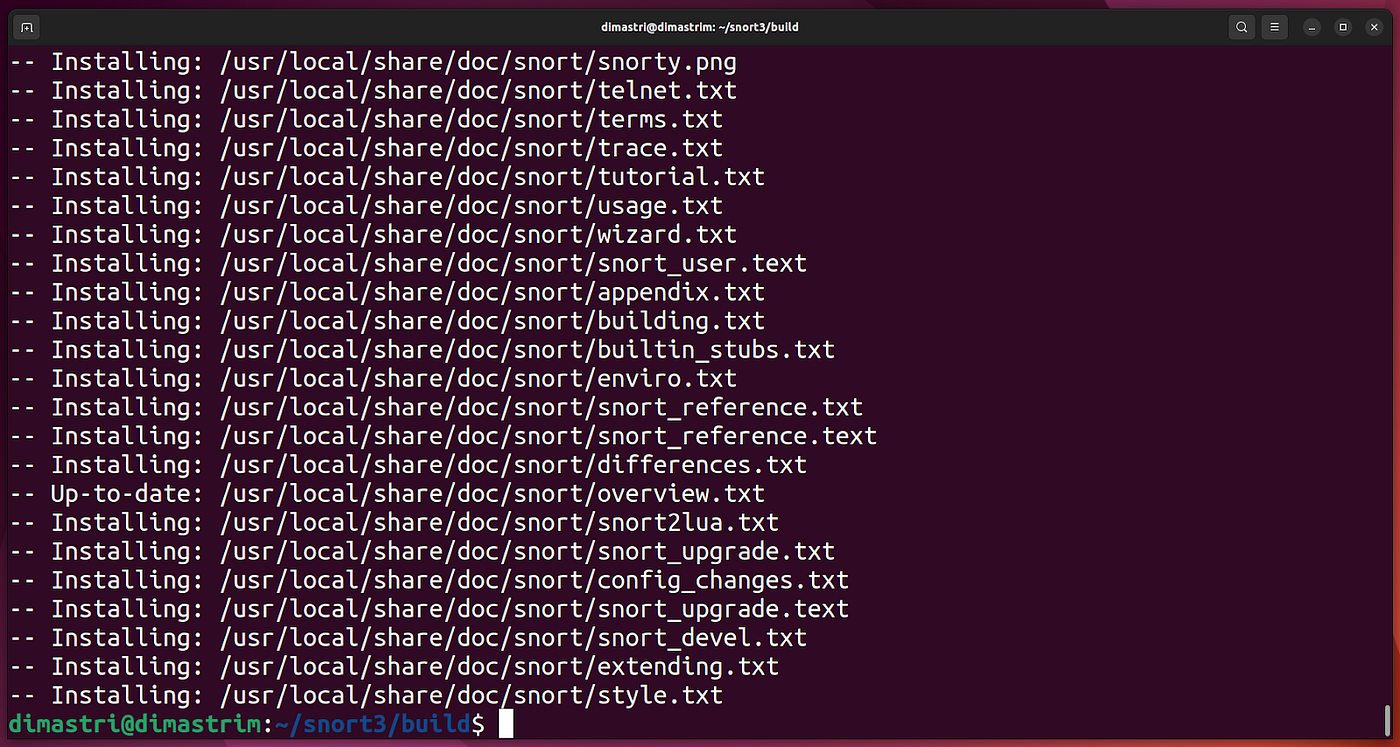 dimastri@dimastrim: ~/snort3/build
-- Installing: /usr/local/share/doc/snort/snorty.png
-- Installing: /usr/local/share/doc/snort/telnet.txt
-- Installing: /usr/local/share/doc/snort/terms.txt
-- Installing: /usr/local/share/doc/snort/trace.txt
-- Installing: /usr/local/share/doc/snort/tutorial.txt
-- Installing: /usr/local/share/doc/snort/usage.txt
-- Installing: /usr/local/share/doc/snort/wizard.txt
-- Installing: /usr/local/share/doc/snort/snort_user.text
-- Installing: /usr/local/share/doc/snort/appendix.txt
-- Installing: /usr/local/share/doc/snort/building.txt
-- Installing: /usr/local/share/doc/snort/builtin_stubs.txt
-- Installing: /usr/local/share/doc/snort/enviro.txt
-- Installing: /usr/local/share/doc/snort/snort_reference.txt
-- Installing: /usr/local/share/doc/snort/snort_reference.text
-- Installing: /usr/local/share/doc/snort/differences.txt
-- Up-to-date: /usr/local/share/doc/snort/overview.txt
-- Installing: /usr/local/share/doc/snort/snort2lua.txt
-- Installing: /usr/local/share/doc/snort/snort_upgrade.txt
-- Installing: /usr/local/share/doc/snort/config_changes.txt
-- Installing: /usr/local/share/doc/snort/snort_upgrade.text
-- Installing: /usr/local/share/doc/snort/snort_devel.txt
-- Installing: /usr/local/share/doc/snort/extending.txt
-- Installing: /usr/local/share/doc/snort/style.txt
dimastri@dimastrim:~/snort3/build$